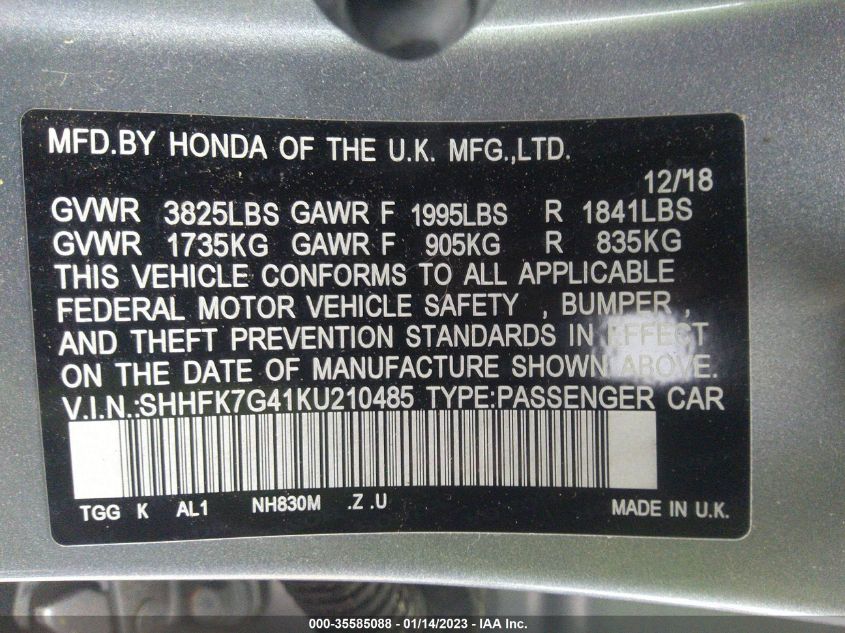 MFD.BY HONDA OF THE U.K. MFG.,LTD.
12/18
GVWR 3825LBS GAWR F 1995LBS R 1841LBS
GVWR 1735KG GAWR F 905KG R 835KG
THIS VEHICLE CONFORMS TO ALL APPLICABLE
FEDERAL MOTOR VEHICLE SAFETY , BUMPER ,
AND THEFT PREVENTION STANDARDS IN EFFECT
ON THE DATE OF MANUFACTURE SHOWN ABOVE.
V.I.N.:SHHFK7G41KU210485 TYPE:PASSENGER CAR
TGG K AL1 NH830M .Z .U MADE IN U.K.
000-35585088 - 01/14/2023 - IAA Inc.